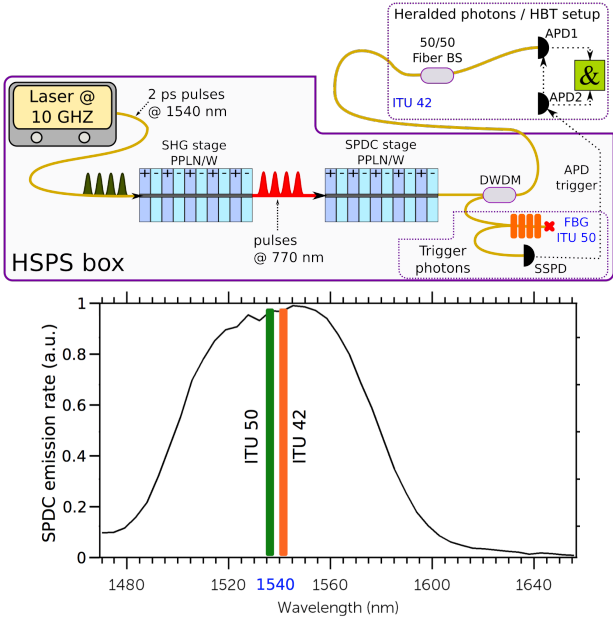 Heralded photons / HBT setup
50/50
Fiber BS
APD1
APD2
&
ITU 42
Laser @
10 GHZ
2 ps pulses
@ 1540 nm
SHG stage
PPLN/W
SPDC stage
PPLN/W
+ - + - + - + - + -
+ - + - + - + - + -
DWDM
APD
trigger
pulses
@ 770 nm
Trigger
photons
FBG
ITU 50
SSPD
HSPS box
SPDC emission rate (a.u.)
1
0.8
0.6
0.4
0.2
0
ITU 50
ITU 42
1480 1520 1540 1560 1600 1640
Wavelength (nm)